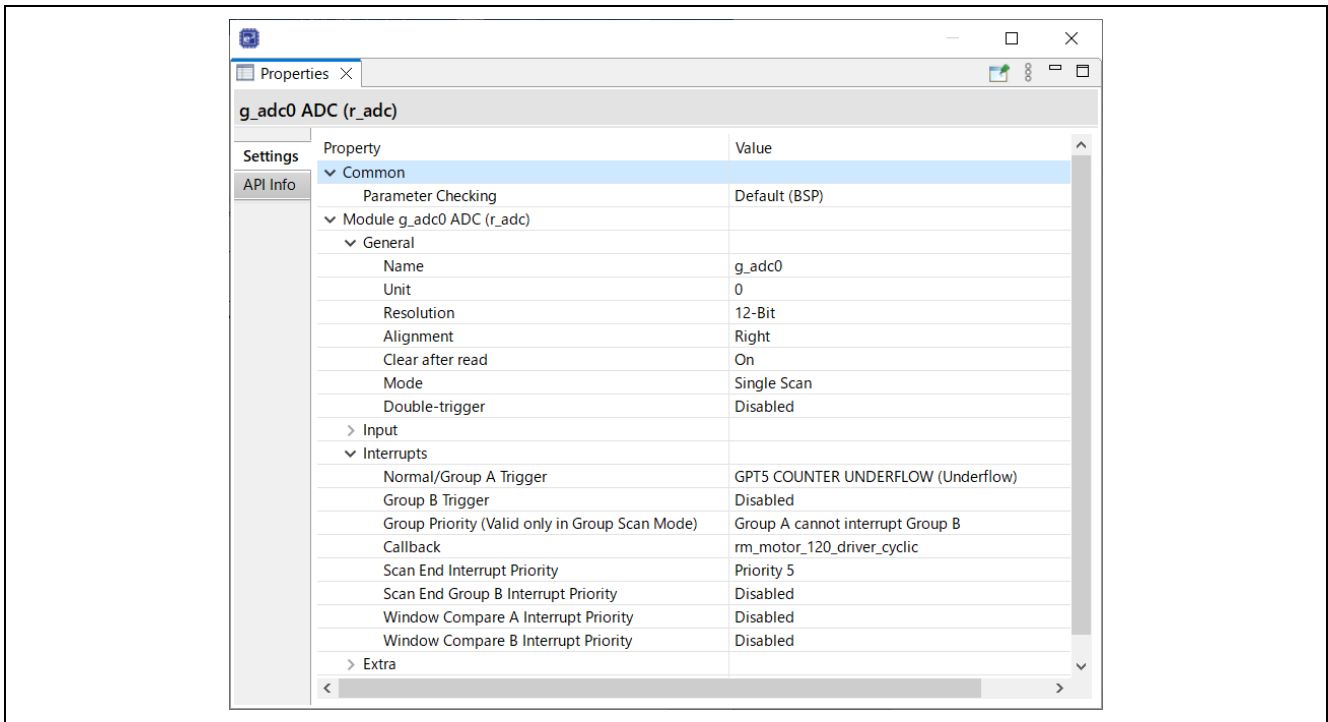 Properties
g_adc0 ADC (r_adc)
Settings
API Info
Property Value
Common
Parameter Checking Default (BSP)
Module g_adc0 ADC (r_adc)
General
Name g_adc0
Unit 0
Resolution 12-Bit
Alignment Right
Clear after read On
Mode Single Scan
Double-trigger Disabled
Input
Interrupts
Normal/Group A Trigger GPT5 COUNTER UNDERFLOW (Underflow)
Group B Trigger Disabled
Group Priority (Valid only in Group Scan Mode) Group A cannot interrupt Group B
Callback rm_motor_120_driver_cyclic
Scan End Interrupt Priority Priority 5
Scan End Group B Interrupt Priority Disabled
Window Compare A Interrupt Priority Disabled
Window Compare B Interrupt Priority Disabled
Extra